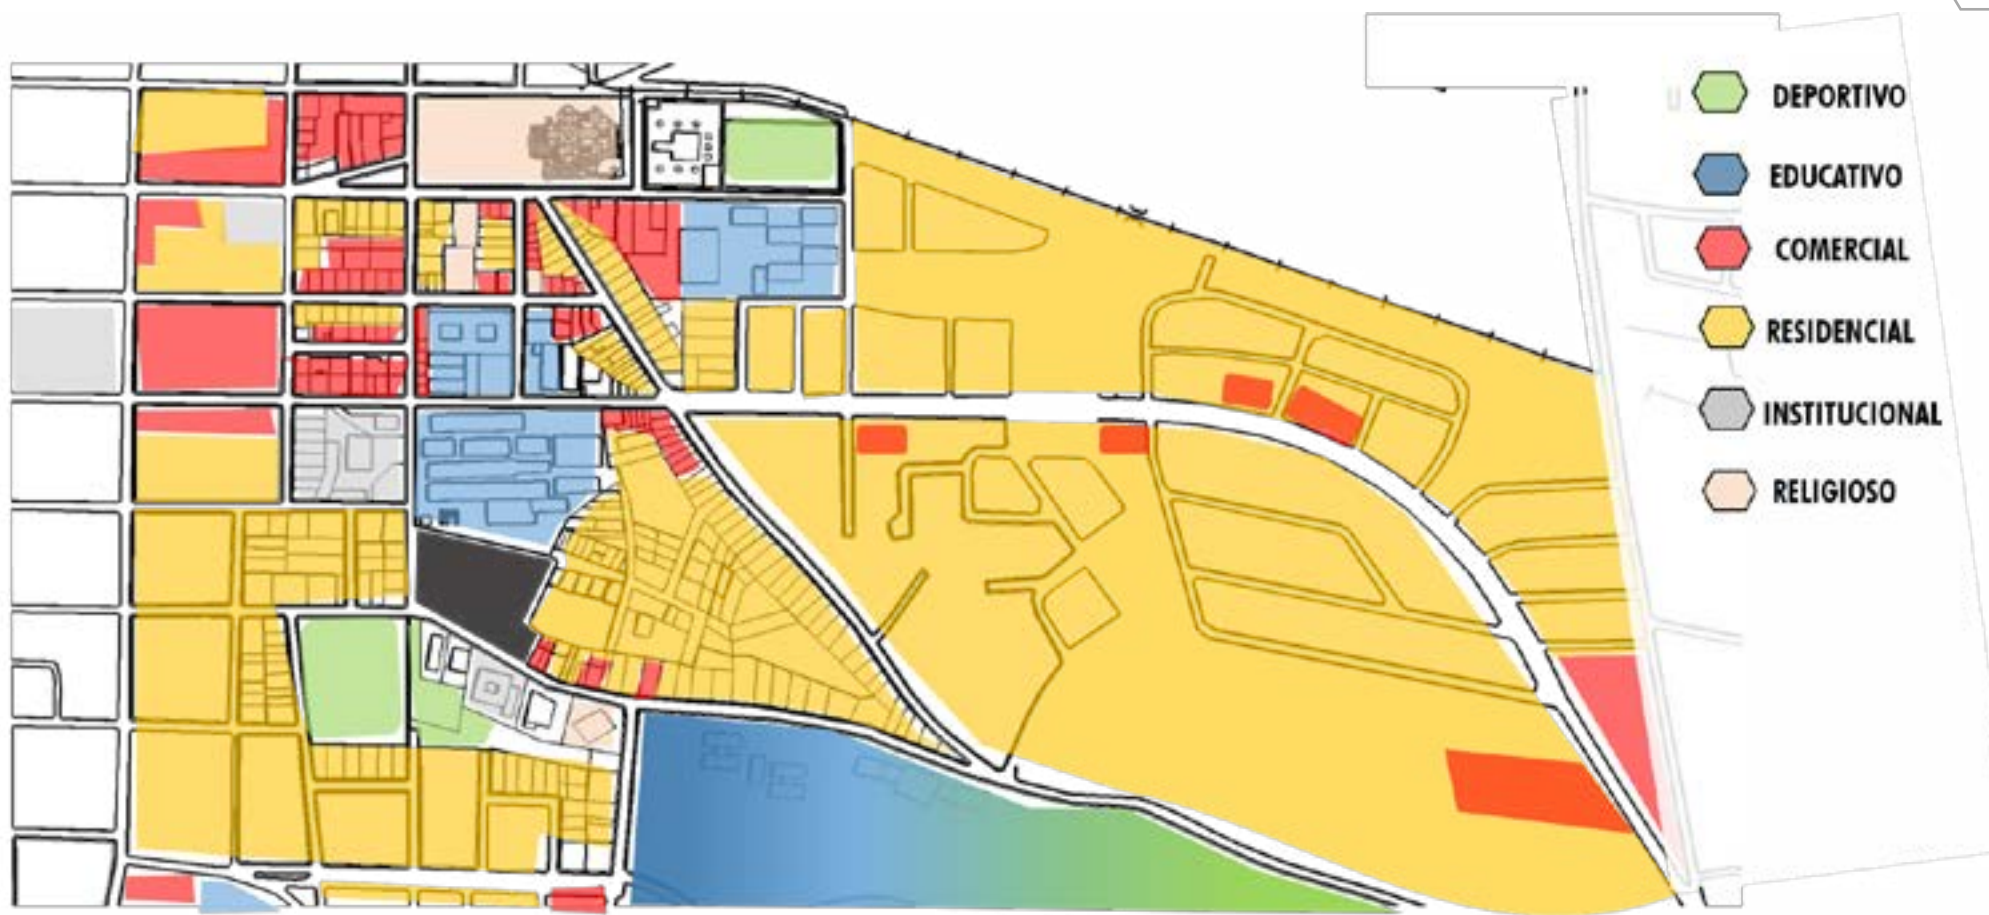 DEPORTIVO
EDUCATIVO
COMERCIAL
RESIDENCIAL
INSTITUCIONAL
RELIGIOSO